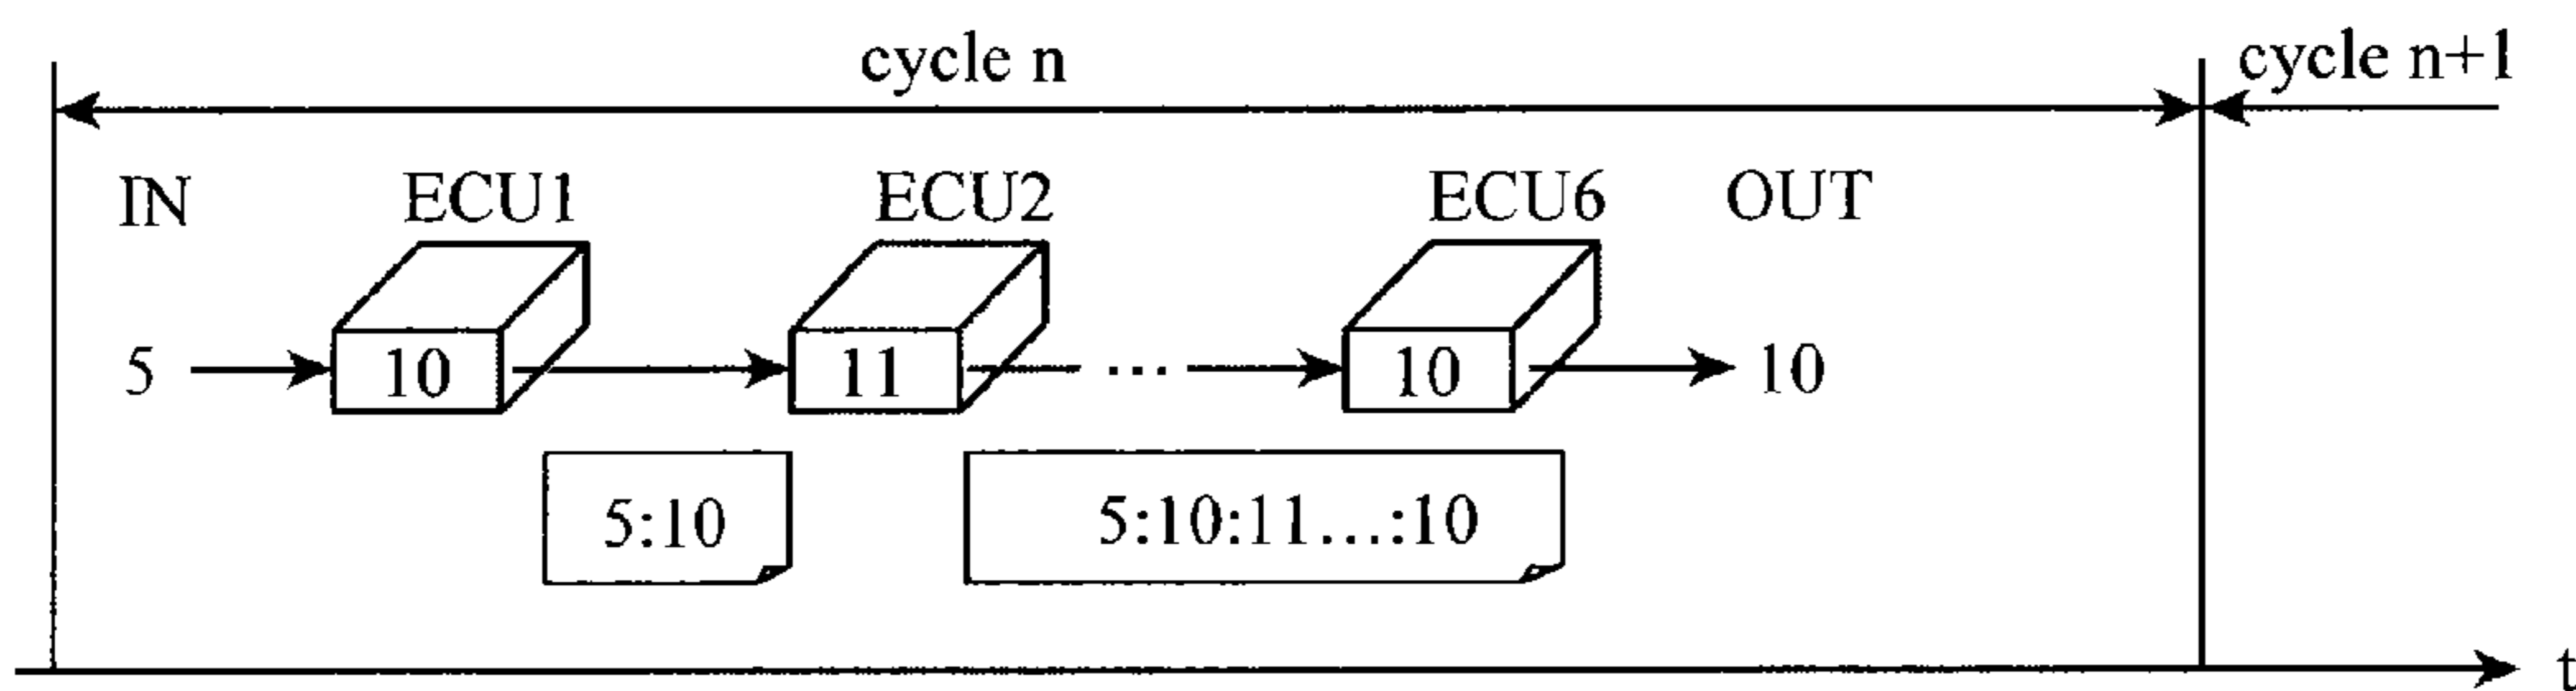 cycle n cycle n+1
IN ECU1 ECU2 ECU6 OUT
5 10 11 ... 10 10
5:10 5:10:11...:10
t